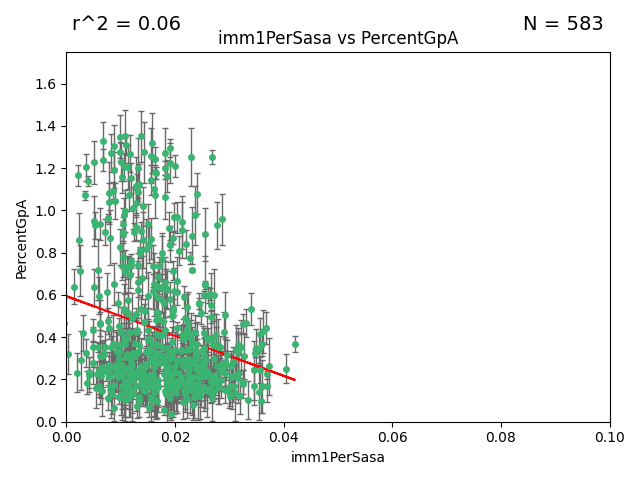 r^2 = 0.06
N = 583
imm1PerSasa vs PercentGpA
1.6
1.4
1.2
1.0
0.8
0.6
0.4
0.2
0.0
PercentGpA
0.00 0.02 0.04 0.06 0.08 0.10
imm1PerSasa